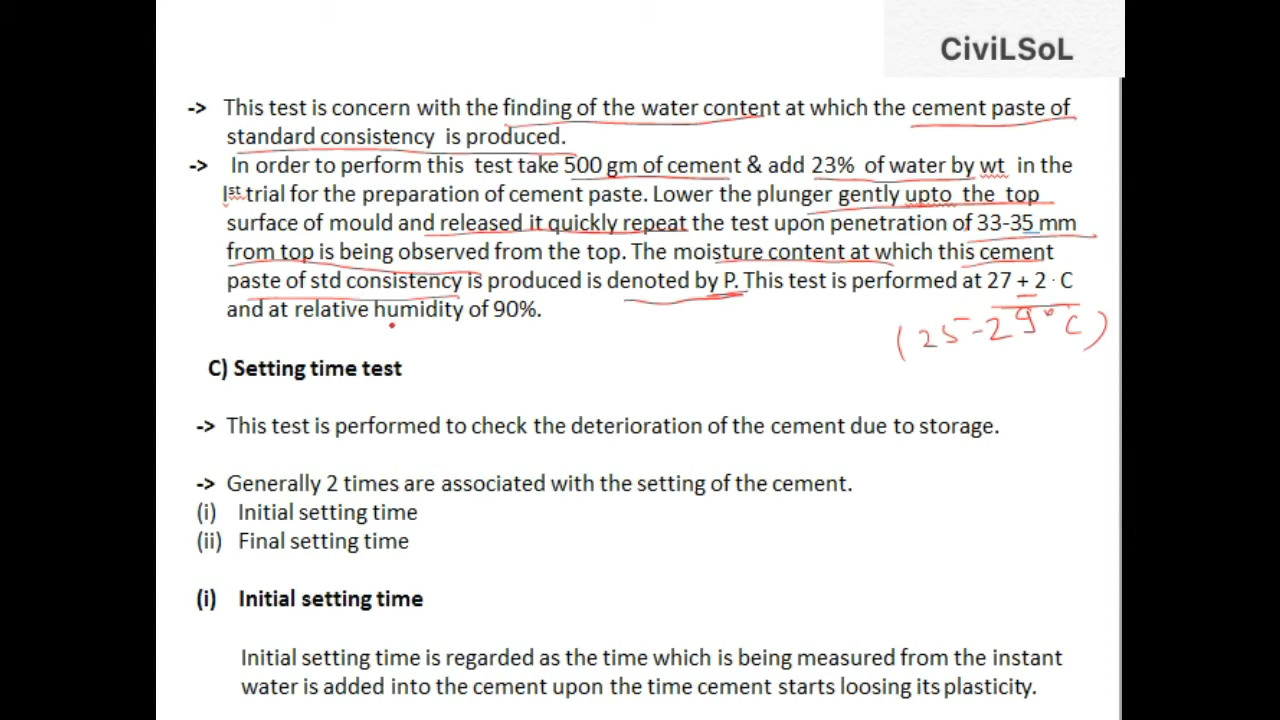 CiviLSoL
-> This test is concern with the finding of the water content at which the cement paste of
standard consistency is produced.
-> In order to perform this test take 500 gm of cement & add 23% of water by wt in the
Ist trial for the preparation of cement paste. Lower the plunger gently upto the top
surface of mould and released it quickly repeat the test upon penetration of 33-35 mm
from top is being observed from the top. The moisture content at which this cement
paste of std consistency is produced is denoted by P. This test is performed at 27 + 2 · C
and at relative humidity of 90%.
(25-29°C)
C) Setting time test
-> This test is performed to check the deterioration of the cement due to storage.
-> Generally 2 times are associated with the setting of the cement.
(i) Initial setting time
(ii) Final setting time
(i) Initial setting time
Initial setting time is regarded as the time which is being measured from the instant
water is added into the cement upon the time cement starts loosing its plasticity.